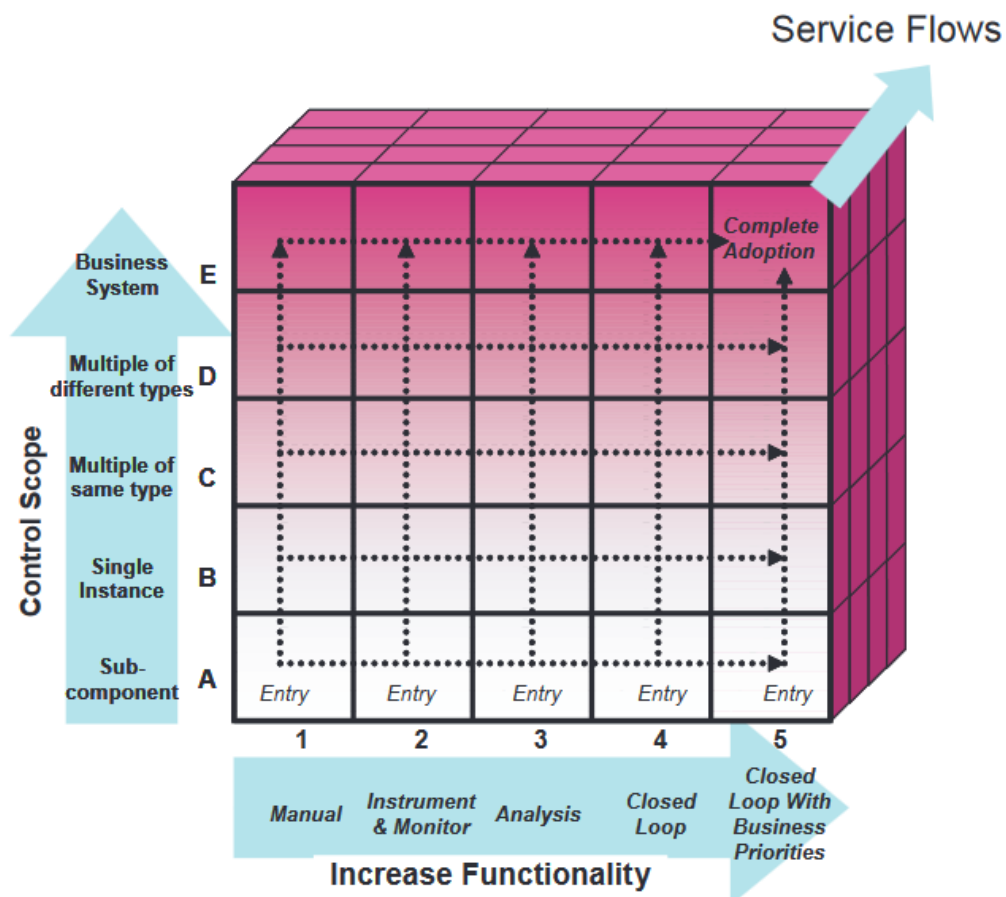 Service Flows
Control Scope
Business
System
E
Complete
Adoption
Multiple of
different types
D
Multiple of
same type
C
Single
Instance
B
Sub-
component
A
Entry
Entry
Entry
Entry
Entry
1
2
3
4
5
Manual
Instrument
& Monitor
Analysis
Closed
Loop
Closed
Loop With
Business
Priorities
Increase Functionality